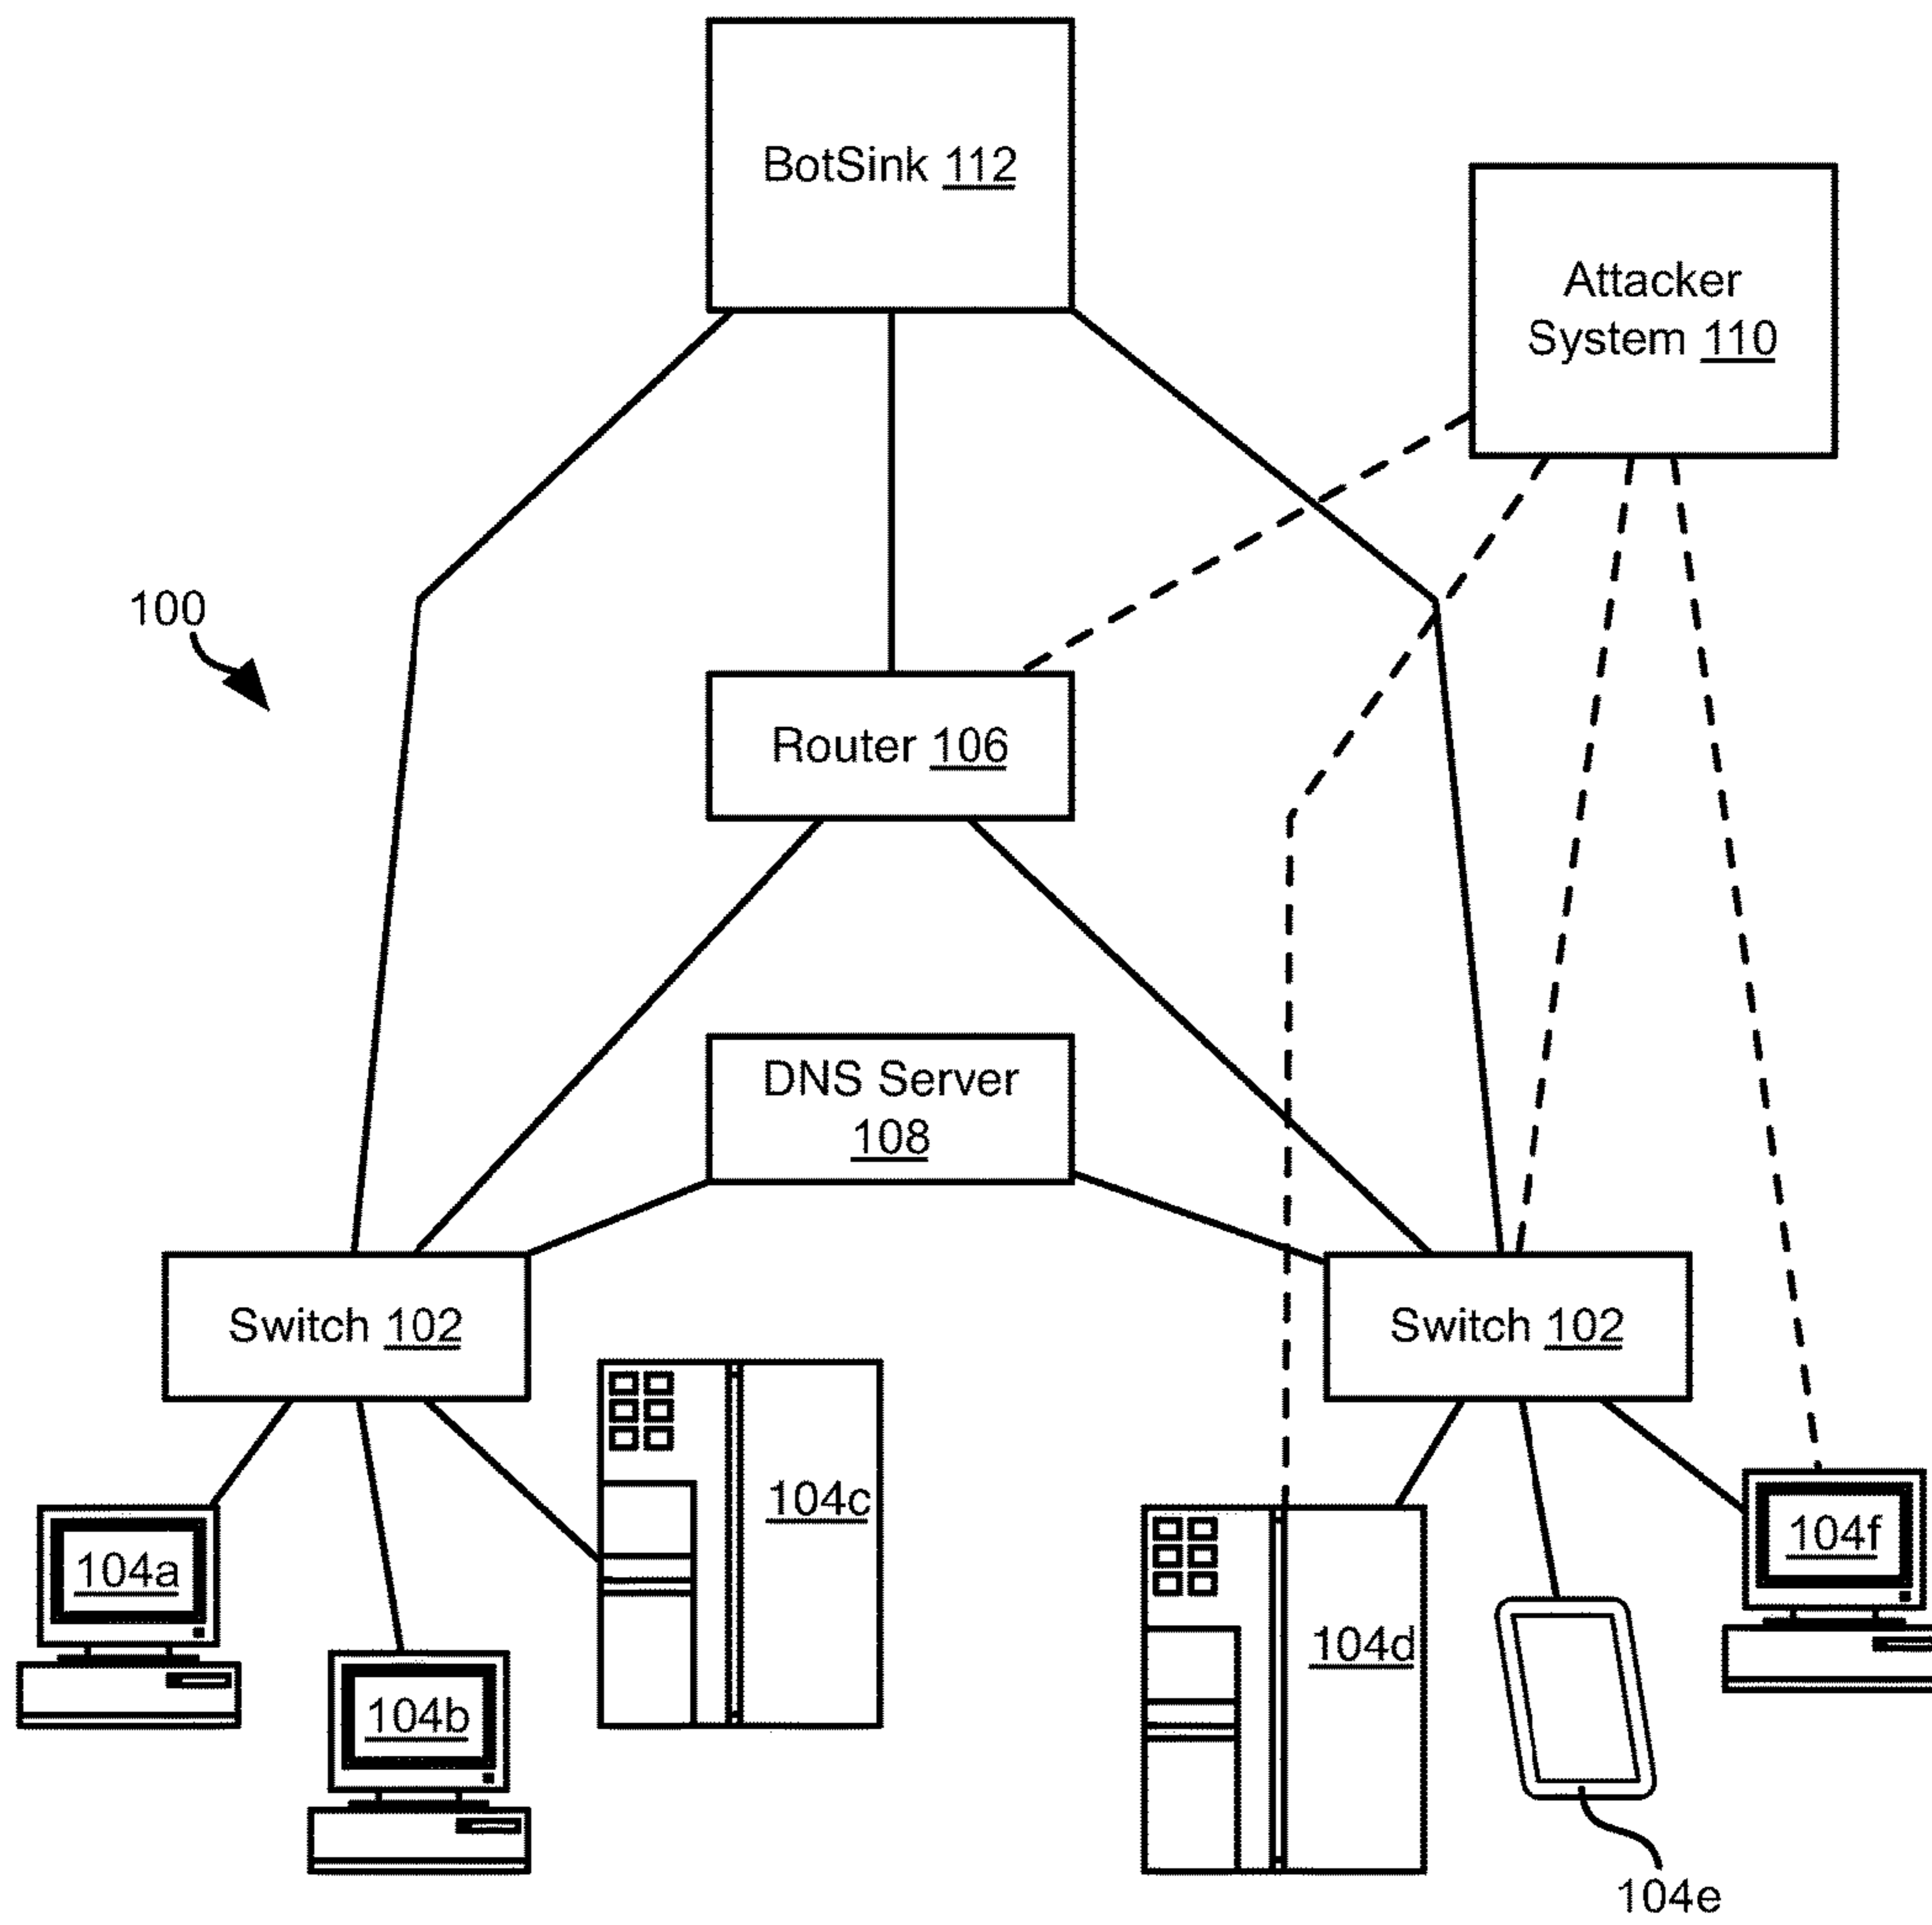 BotSink 112
Attacker
System 110
100
Router 106
DNS Server
108
Switch 102
Switch 102
104c
104a
104d
104f
104b
104e